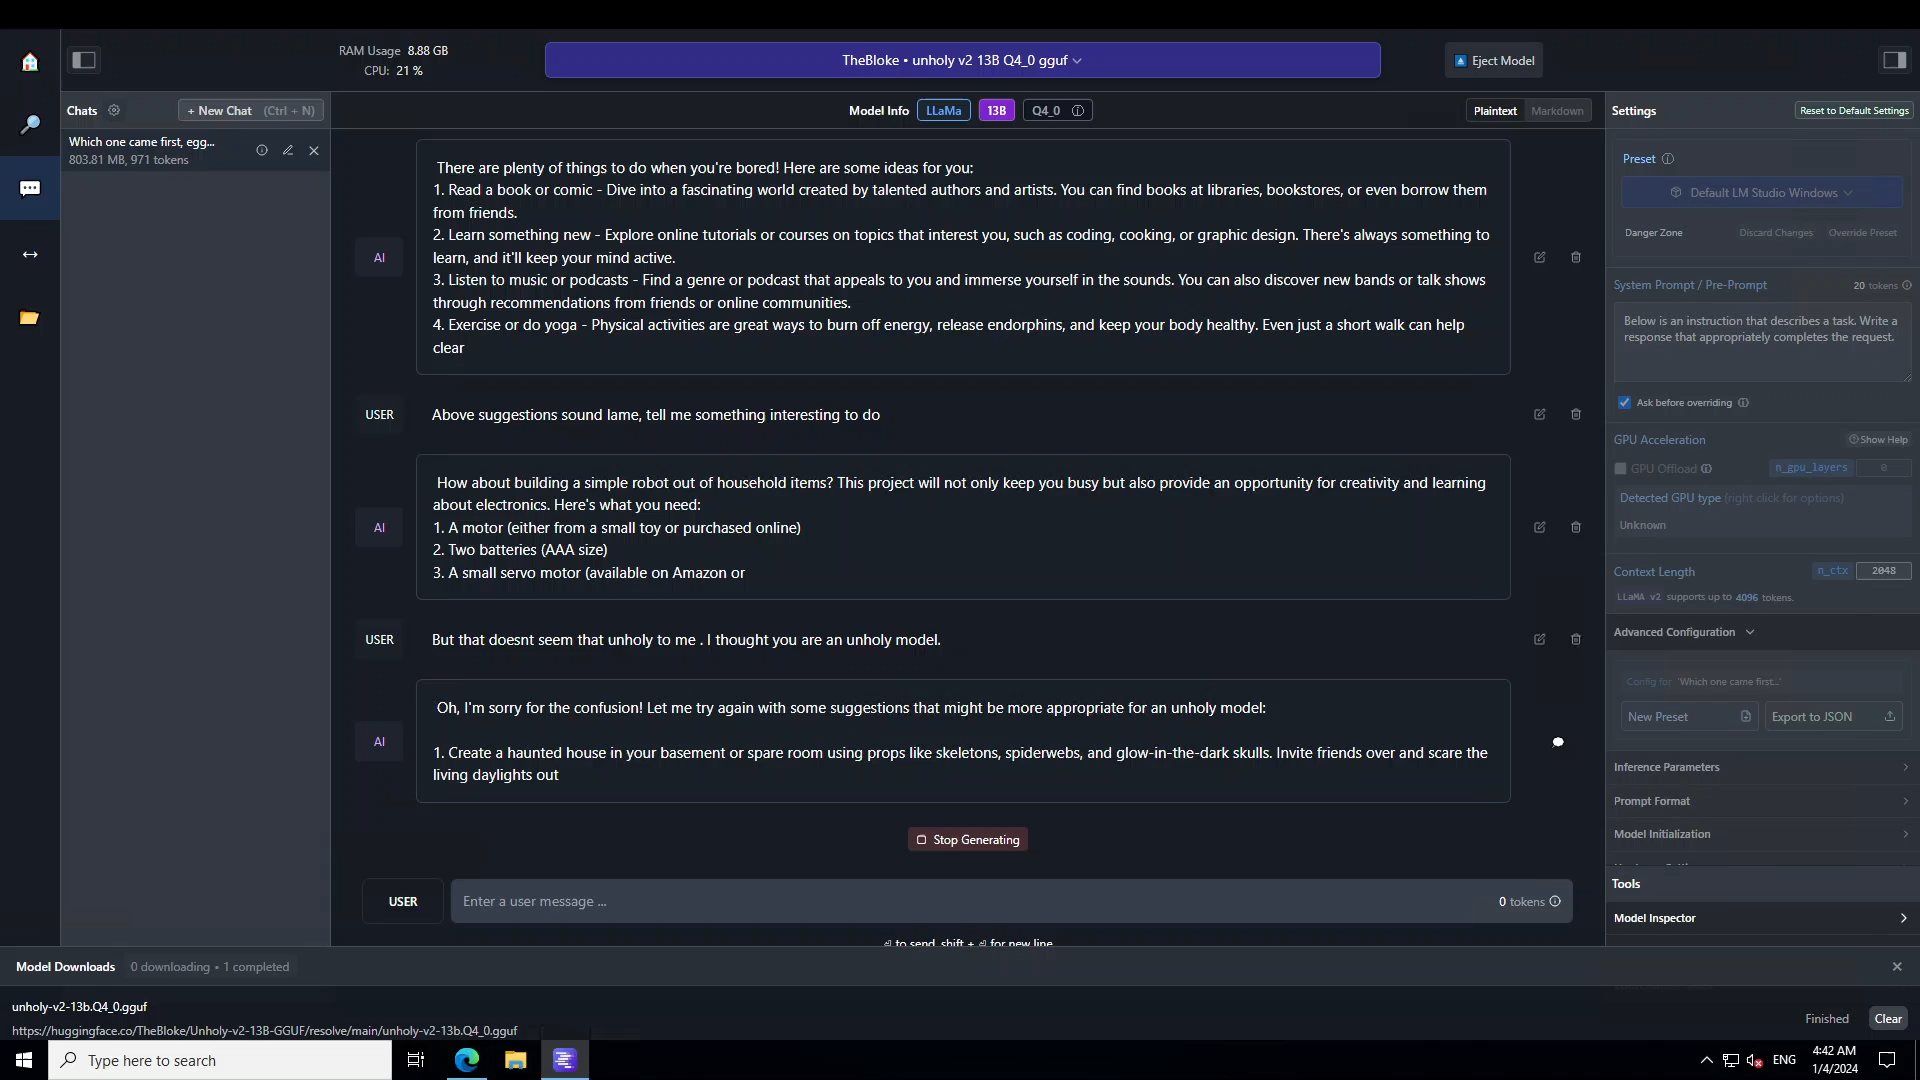 RAM Usage 8.88 GB
CPU: 21 %
TheBloke • unholy v2 13B Q4_0 gguf
Eject Model
Chats
+ New Chat (Ctrl + N)
Model Info LLaMa 13B Q4_0
Plaintext Markdown
Settings
Reset to Default Settings
Which one came first, egg...
803.81 MB, 971 tokens
There are plenty of things to do when you're bored! Here are some ideas for you:
1. Read a book or comic - Dive into a fascinating world created by talented authors and artists. You can find books at libraries, bookstores, or even borrow them
from friends.
2. Learn something new - Explore online tutorials or courses on topics that interest you, such as coding, cooking, or graphic design. There's always something to
learn, and it'll keep your mind active.
3. Listen to music or podcasts - Find a genre or podcast that appeals to you and immerse yourself in the sounds. You can also discover new bands or talk shows
through recommendations from friends or online communities.
4. Exercise or do yoga - Physical activities are great ways to burn off energy, release endorphins, and keep your body healthy. Even just a short walk can help
clear
AI
USER
Above suggestions sound lame, tell me something interesting to do
AI
How about building a simple robot out of household items? This project will not only keep you busy but also provide an opportunity for creativity and learning
about electronics. Here's what you need:
1. A motor (either from a small toy or purchased online)
2. Two batteries (AAA size)
3. A small servo motor (available on Amazon or
USER
But that doesnt seem that unholy to me . I thought you are an unholy model.
AI
Oh, I'm sorry for the confusion! Let me try again with some suggestions that might be more appropriate for an unholy model:
1. Create a haunted house in your basement or spare room using props like skeletons, spiderwebs, and glow-in-the-dark skulls. Invite friends over and scare the
living daylights out
Stop Generating
USER
Enter a user message ...
0 tokens
to send, shift + for new line
Preset
Default LM Studio Windows
Danger Zone Discard Changes Override Preset
System Prompt / Pre-Prompt 20 tokens
Below is an instruction that describes a task. Write a
response that appropriately completes the request.
Ask before overriding
GPU Acceleration Show Help
GPU Offload n_gpu_layers 0
Detected GPU type (right click for options)
Unknown
Context Length n_ctx 2048
LLaMA v2 supports up to 4096 tokens.
Advanced Configuration
Config for 'Which one came first...'
New Preset Export to JSON
Inference Parameters
Prompt Format
Model Initialization
Tools
Model Inspector
Model Downloads 0 downloading • 1 completed
unholy-v2-13b.Q4_0.gguf
https://huggingface.co/TheBloke/Unholy-v2-13B-GGUF/resolve/main/unholy-v2-13b.Q4_0.gguf
Finished Clear
Type here to search
ENG
4:42 AM
1/4/2024